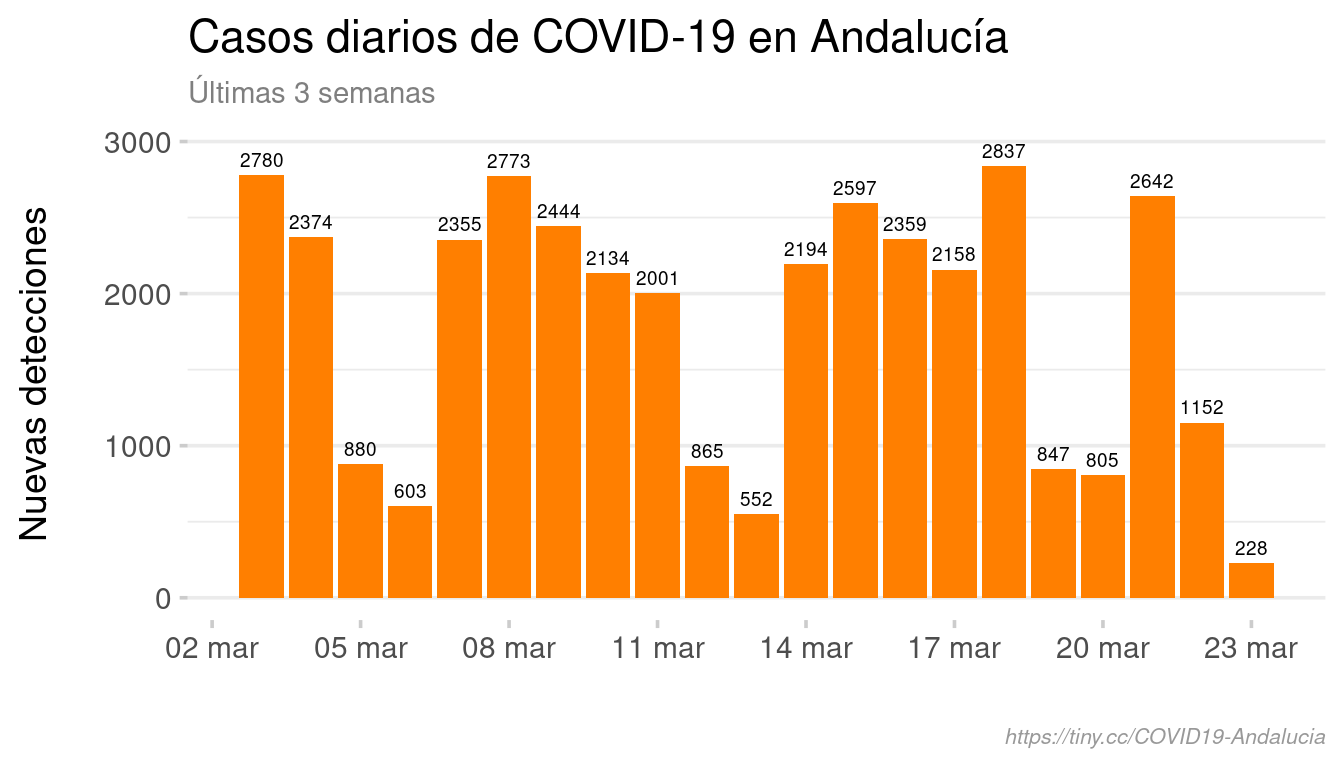 Casos diarios de COVID-19 en Andalucía
Últimas 3 semanas
Nuevas detecciones
3000
2000
1000
0
2780
2374
880
603
2355
2773
2444
2134
2001
865
552
2194
2597
2359
2158
2837
847
805
2642
1152
228
02 mar
05 mar
08 mar
11 mar
14 mar
17 mar
20 mar
23 mar
https://tiny.cc/COVID19-Andalucia